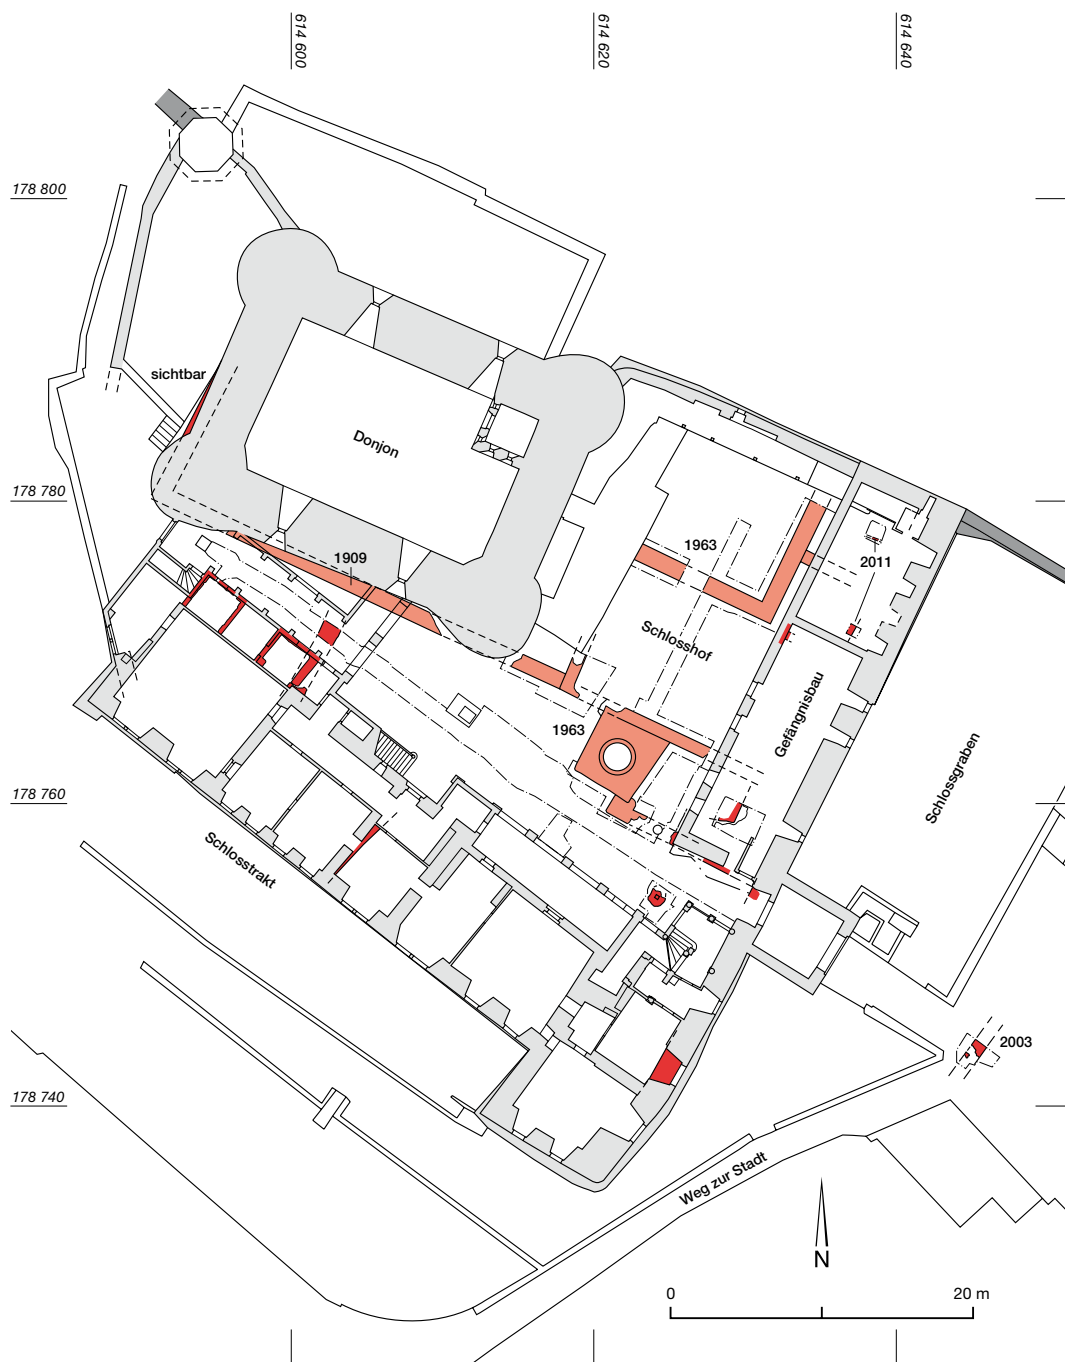 614 600
614 620
614 640
178 800
sichtbar
Donjon
178 780
1909
1963
2011
Schlosshof
1963
Gefängnisbau
Schlossgraben
178 760
Schlosstrakt
2003
178 740
Weg zur Stadt
N
0 20 m